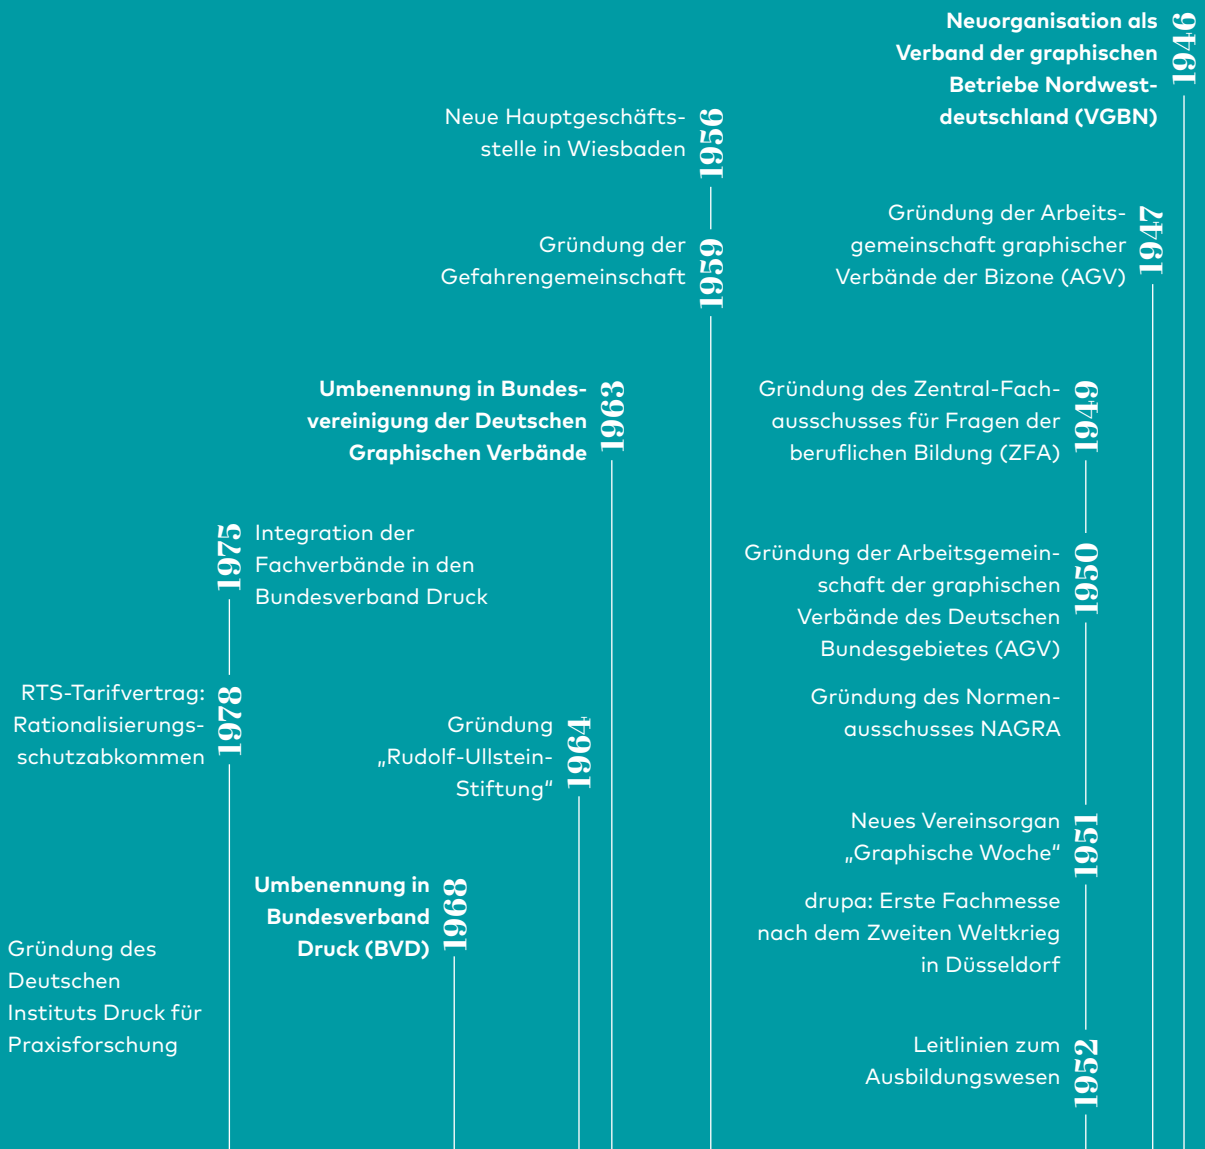 1946
Neuorganisation als
Verband der graphischen
Betriebe Nordwest-
deutschland (VGBN)
1947
Gründung der Arbeits-
gemeinschaft graphischer
Verbände der Bizone (AGV)
1949
Gründung des Zentral-Fach-
ausschusses für Fragen der
beruflichen Bildung (ZFA)
1950
Gründung der Arbeitsgemein-
schaft der graphischen
Verbände des Deutschen
Bundesgebietes (AGV)
Gründung des Normen-
ausschusses NAGRA
1951
Neues Vereinsorgan
„Graphische Woche“
drupa: Erste Fachmesse
nach dem Zweiten Weltkrieg
in Düsseldorf
1952
Leitlinien zum
Ausbildungswesen
1956
Neue Hauptgeschäfts-
stelle in Wiesbaden
1959
Gründung der
Gefahrengemeinschaft
1963
Umbenennung in Bundes-
vereinigung der Deutschen
Graphischen Verbände
1964
Gründung
„Rudolf-Ullstein-
Stiftung“
1968
Umbenennung in
Bundesverband
Druck (BVD)
1975
Integration der
Fachverbände in den
Bundesverband Druck
1978
RTS-Tarifvertrag:
Rationalisierungs-
schutzabkommen
Gründung des
Deutschen
Instituts Druck für
Praxisforschung